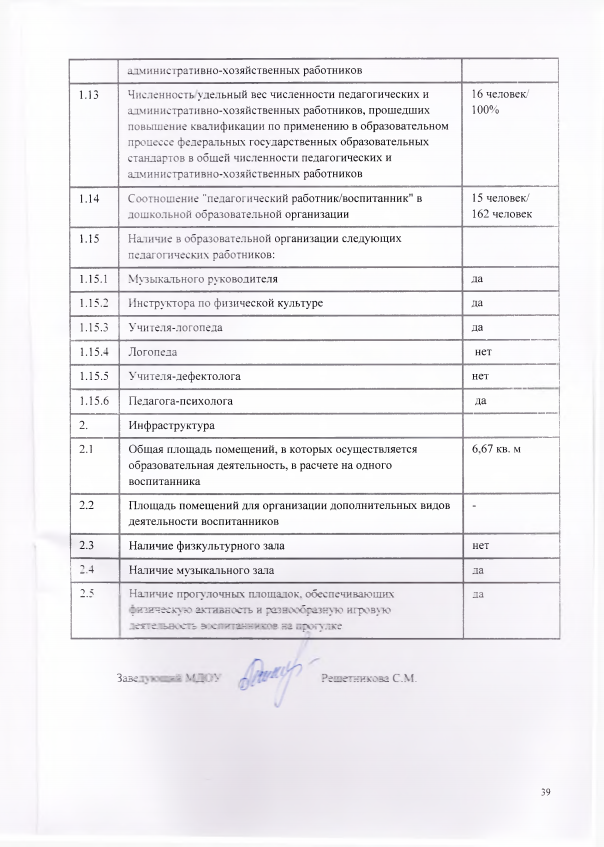 административно-хозяйственных работников
1.13 Численность/удельный вес численности педагогических и 16 человек/
административно-хозяйственных работников, прошедших 100%
повышение квалификации по применению в образовательном
процессе федеральных государственных образовательных
стандартов в общей численности педагогических и
административно-хозяйственных работников
1.14 Соотношение "педагогический работник/воспитанник" в 15 человек/
дошкольной образовательной организации 162 человек
1.15 Наличие в образовательной организации следующих
педагогических работников:
1.15.1 Музыкального руководителя да
1.15.2 Инструктора по физической культуре да
1.15.3 Учителя-логопеда да
1.15.4 Логопеда нет
1.15.5 Учителя-дефектолога нет
1.15.6 Педагога-психолога да
2. Инфраструктура
2.1 Общая площадь помещений, в которых осуществляется 6,67 кв. м
образовательная деятельность, в расчете на одного
воспитанника
2.2 Площадь помещений для организации дополнительных видов -
деятельности воспитанников
2.3 Наличие физкультурного зала нет
2.4 Наличие музыкального зала да
2.5 Наличие прогулочных площадок, обеспечивающих да
физическую активность и разнообразную игровую
деятельность воспитанников на прогулке
Заведующий МДОУ Решетникова С.М.
39